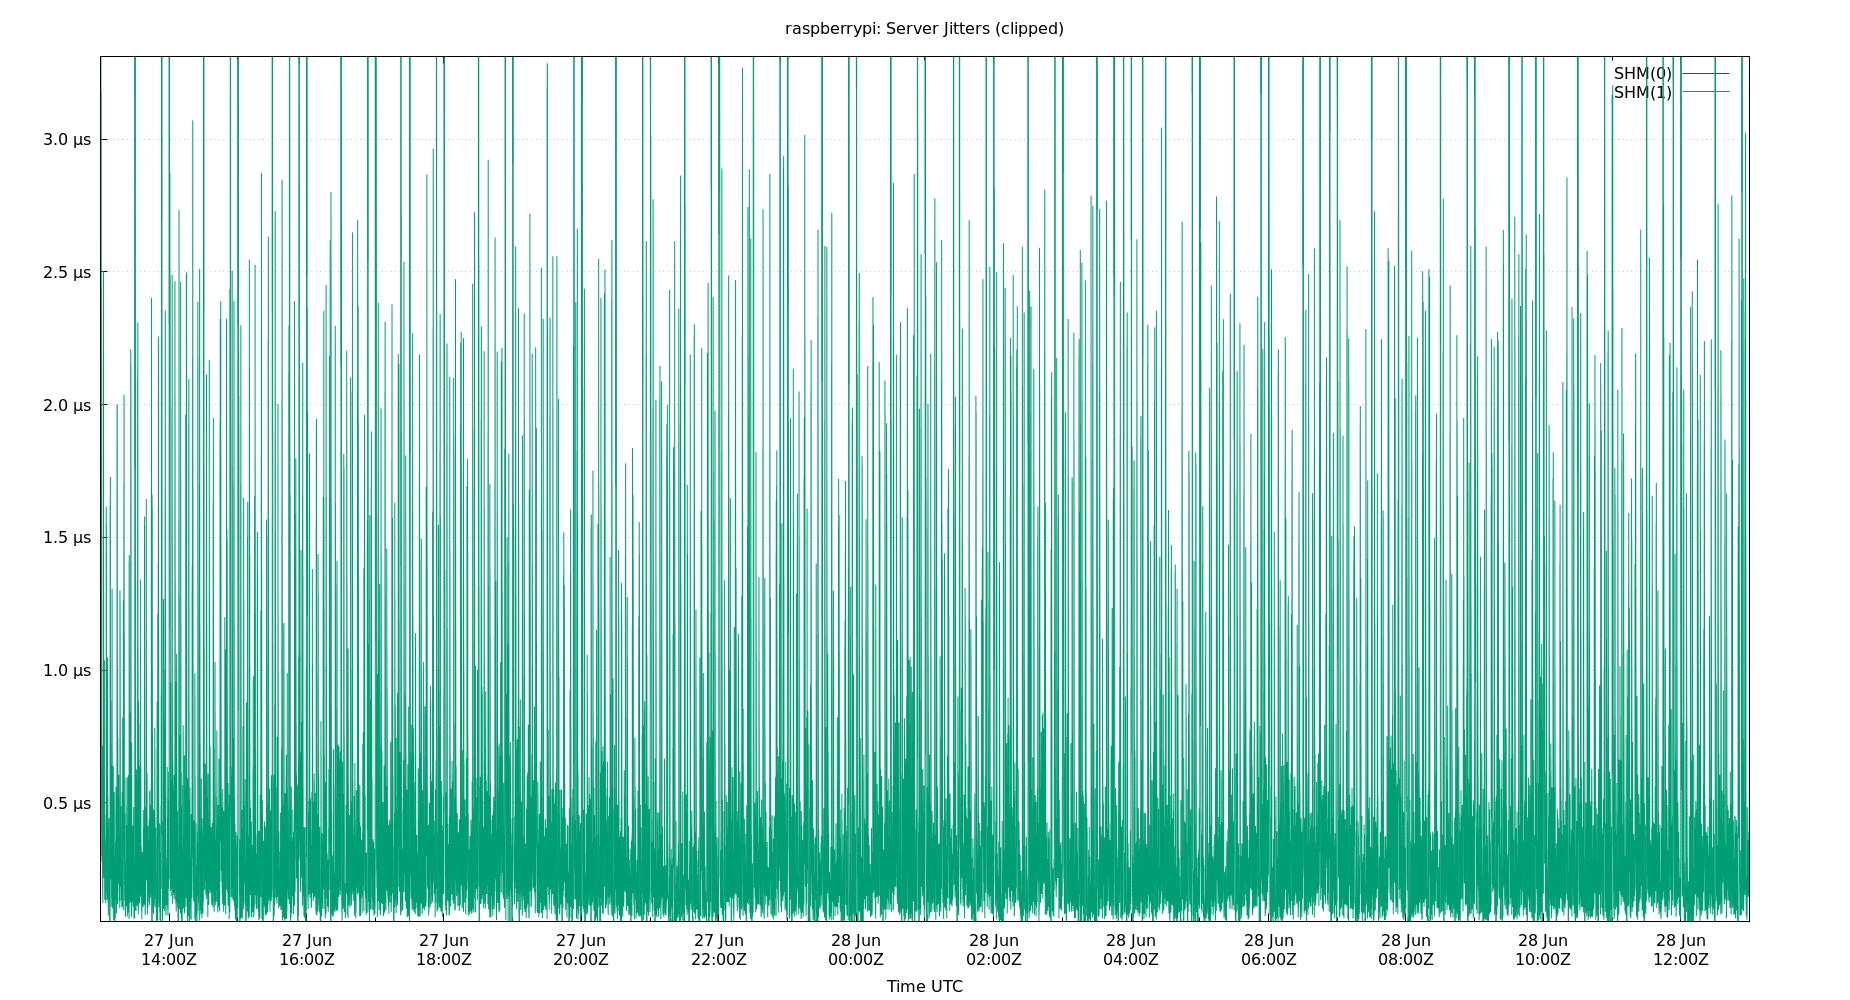 raspberrypi: Server Jitters (clipped)
SHM(0)
SHM(1)
3.0 µs
2.5 µs
2.0 µs
1.5 µs
1.0 µs
0.5 µs
27 Jun 27 Jun 27 Jun 27 Jun 27 Jun 28 Jun 28 Jun 28 Jun 28 Jun 28 Jun 28 Jun 28 Jun
14:00Z 16:00Z 18:00Z 20:00Z 22:00Z 00:00Z 02:00Z 04:00Z 06:00Z 08:00Z 10:00Z 12:00Z
Time UTC